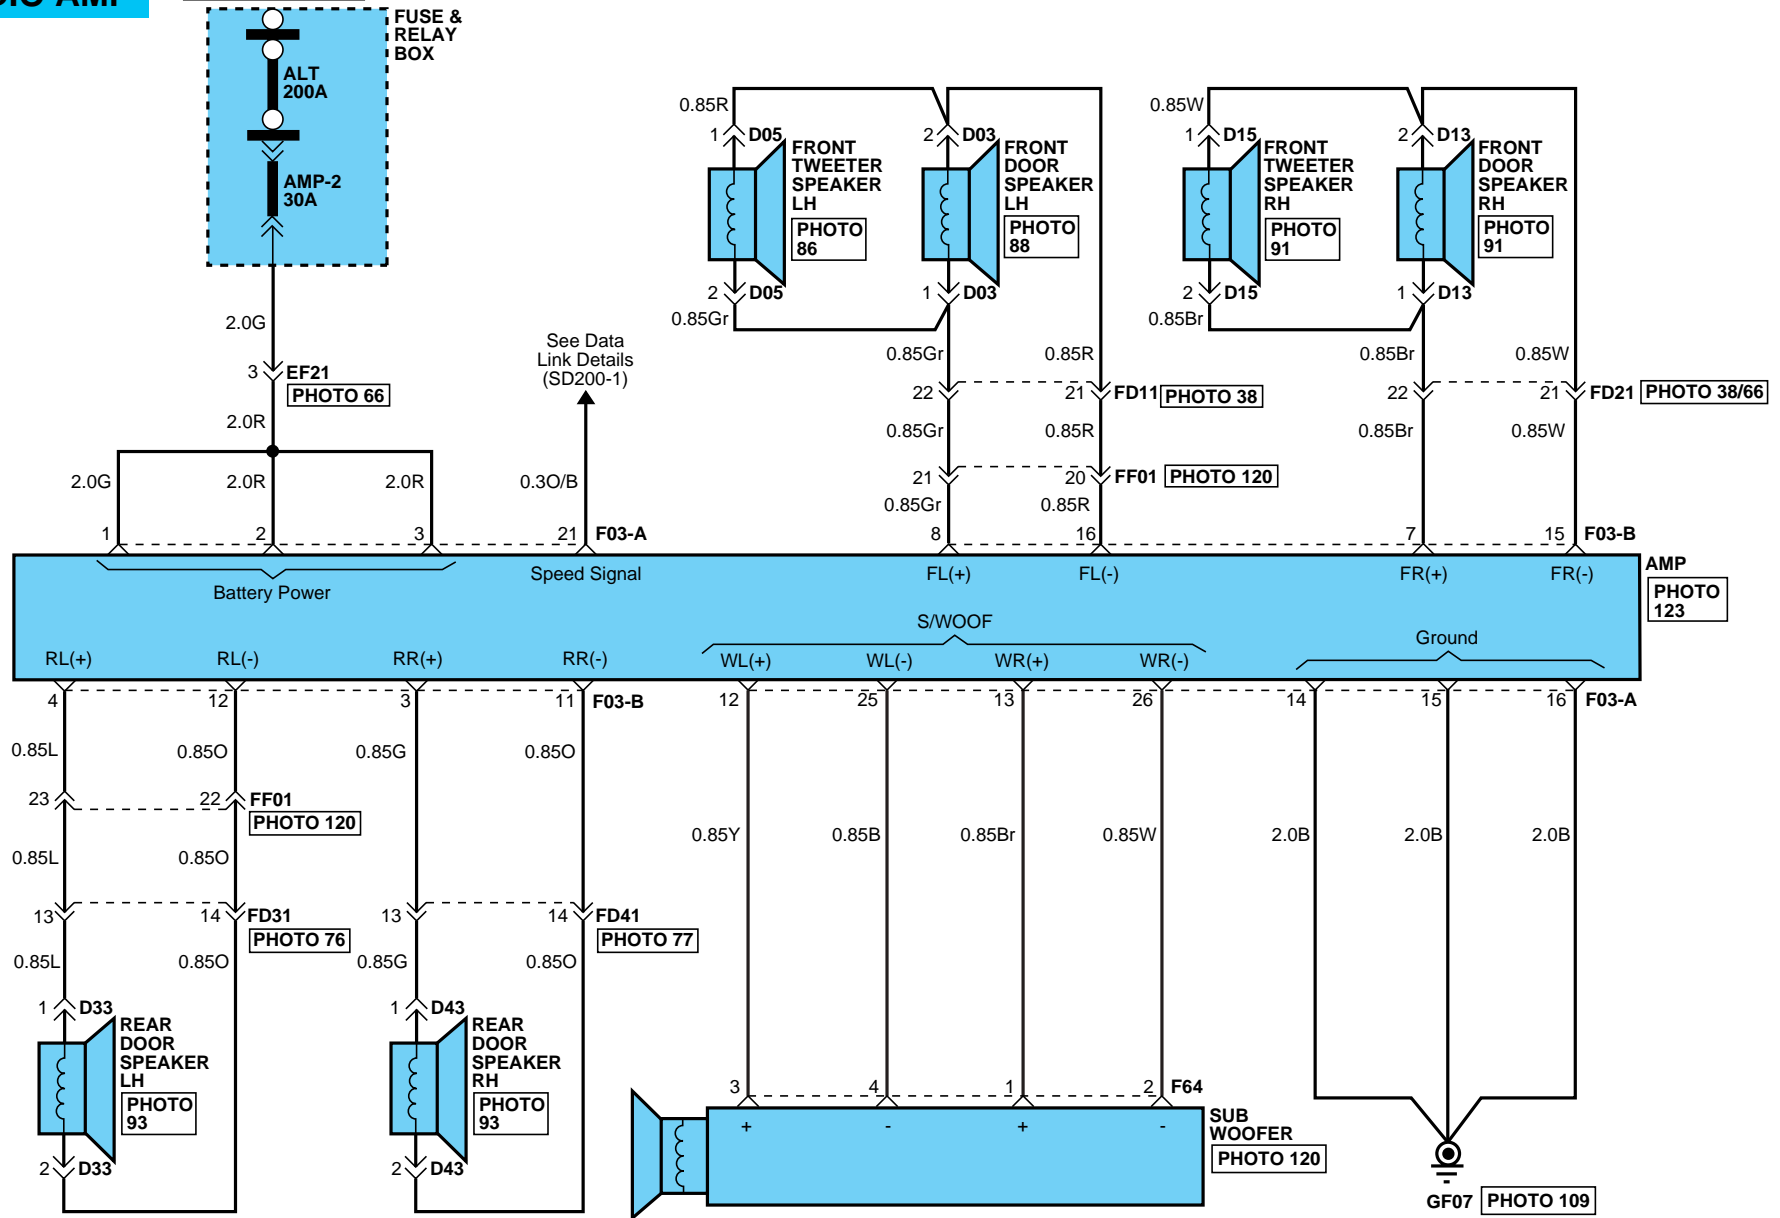 FUSE &
RELAY
BOX
ALT
200A
AMP-2
30A
2.0G
3 EF21
PHOTO 66
2.0R
2.0G 2.0R 2.0R 0.3O/B
See Data
Link Details
(SD200-1)
0.85R
1 D05
FRONT
TWEETER
SPEAKER
LH
PHOTO
86
2 D05
0.85Gr
2 D03
FRONT
DOOR
SPEAKER
LH
PHOTO
88
1 D03
0.85W
1 D15
FRONT
TWEETER
SPEAKER
RH
PHOTO
91
2 D15
0.85Br
2 D13
FRONT
DOOR
SPEAKER
RH
PHOTO
91
1 D13
0.85Gr 0.85R 0.85Br 0.85W
22 21 FD11 PHOTO 38 22 21 FD21 PHOTO 38/66
0.85Gr 0.85R 0.85Br 0.85W
21 20 FF01 PHOTO 120
0.85Gr 0.85R
1 2 3 21 F03-A 8 16 7 15 F03-B
AMP
PHOTO
123
Battery Power
Speed Signal
FL(+) FL(-) FR(+) FR(-)
S/WOOF
Ground
RL(+) RL(-) RR(+) RR(-) WL(+) WL(-) WR(+) WR(-)
4 12 3 11 F03-B 12 25 13 26 14 15 16 F03-A
0.85L 0.85O 0.85G 0.85O
23 22 FF01
PHOTO 120
0.85Y 0.85B 0.85Br 0.85W 2.0B 2.0B 2.0B
0.85L 0.85O
13 14 FD31 13 14 FD41
PHOTO 76 PHOTO 77
0.85L 0.85O 0.85G 0.85O
1 D33
REAR
DOOR
SPEAKER
LH
PHOTO
93
2 D33
1 D43
REAR
DOOR
SPEAKER
RH
PHOTO
93
2 D43
3 4 1 2 F64
+ - + -
SUB
WOOFER
PHOTO 120
GF07 PHOTO 109